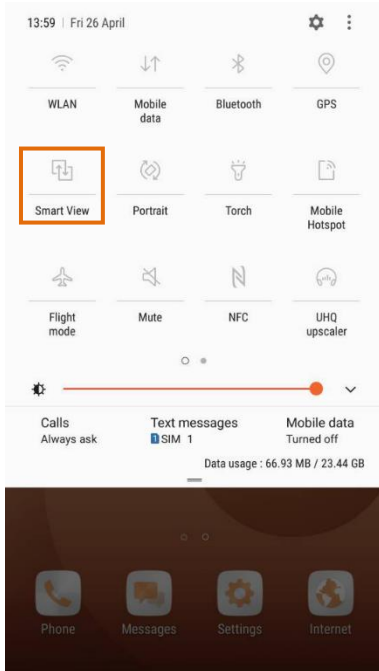 13:59 | Fri 26 April
WLAN
Mobile
data
Bluetooth
GPS
Smart View
Portrait
Torch
Mobile
Hotspot
Flight
mode
Mute
NFC
UHQ
upscaler
Calls
Always ask
Text messages
1 SIM 1
Mobile data
Turned off
Data usage : 66.93 MB / 23.44 GB
Phone
Messages
Settings
Internet